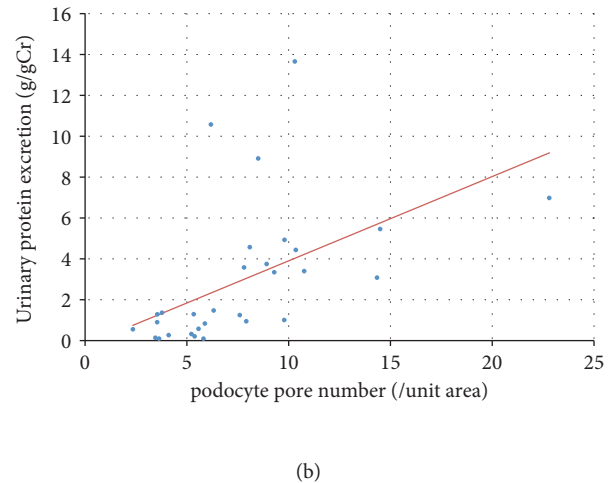 16
14
12
10
8
6
4
2
0
Urinary protein excretion (g/gCr)
0 5 10 15 20 25
podocyte pore number (/unit area)
(b)